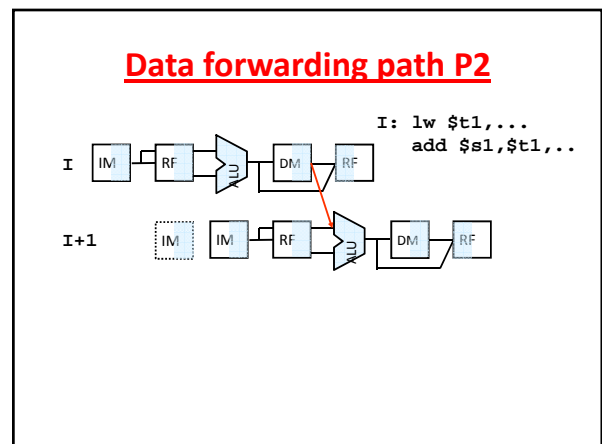 Data forwarding path P2
I: lw $t1,...
add $s1,$t1,..
I IM RF ALU DM RF
I+1 IM IM RF ALU DM RF